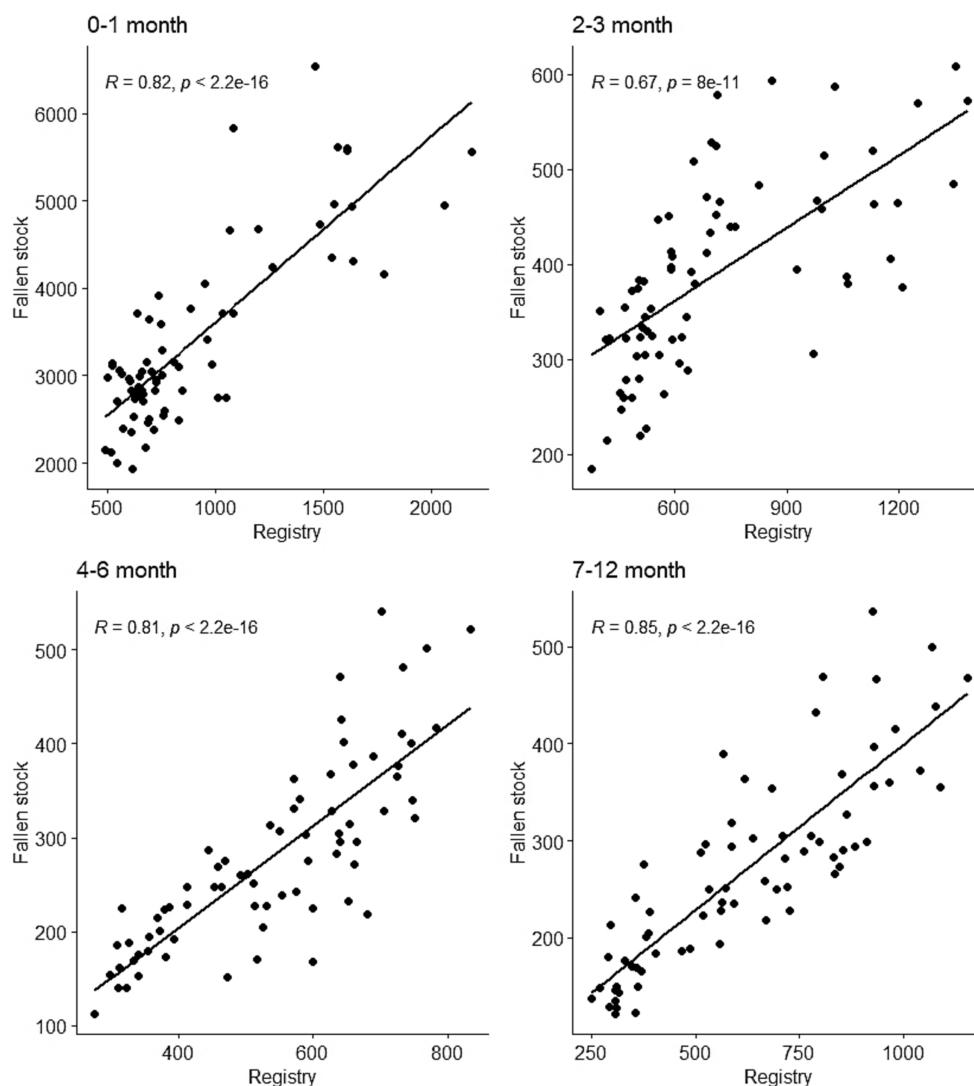 0-1 month
R = 0.82, p < 2.2e-16
6000
5000
4000
3000
2000
Fallen stock
500 1000 1500 2000
Registry
2-3 month
R = 0.67, p = 8e-11
600
500
400
300
200
Fallen stock
600 900 1200
Registry
4-6 month
R = 0.81, p < 2.2e-16
500
400
300
200
100
Fallen stock
400 600 800
Registry
7-12 month
R = 0.85, p < 2.2e-16
500
400
300
200
Fallen stock
250 500 750 1000
Registry